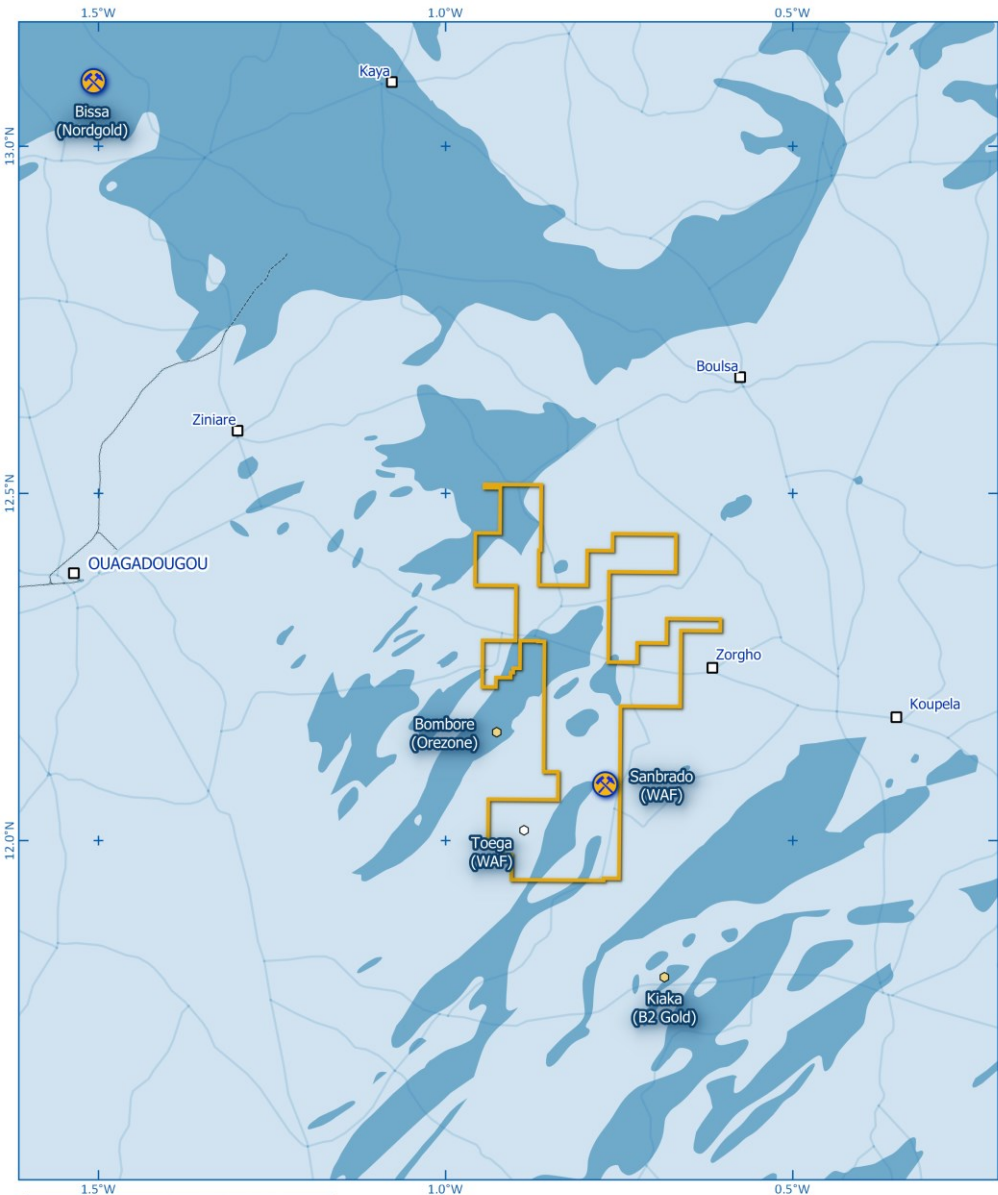 1.5°W
1.0°W
0.5°W
Kaya
Bissa
(Nordgold)
13.0°N
Boulsa
Ziniare
12.5°N
OUAGADOUGOU
Zorgho
Koupela
Bombore
(Orezone)
Sanbrado
(WAF)
12.0°N
Toega
(WAF)
Kiaka
(B2 Gold)
1.5°W
1.0°W
0.5°W